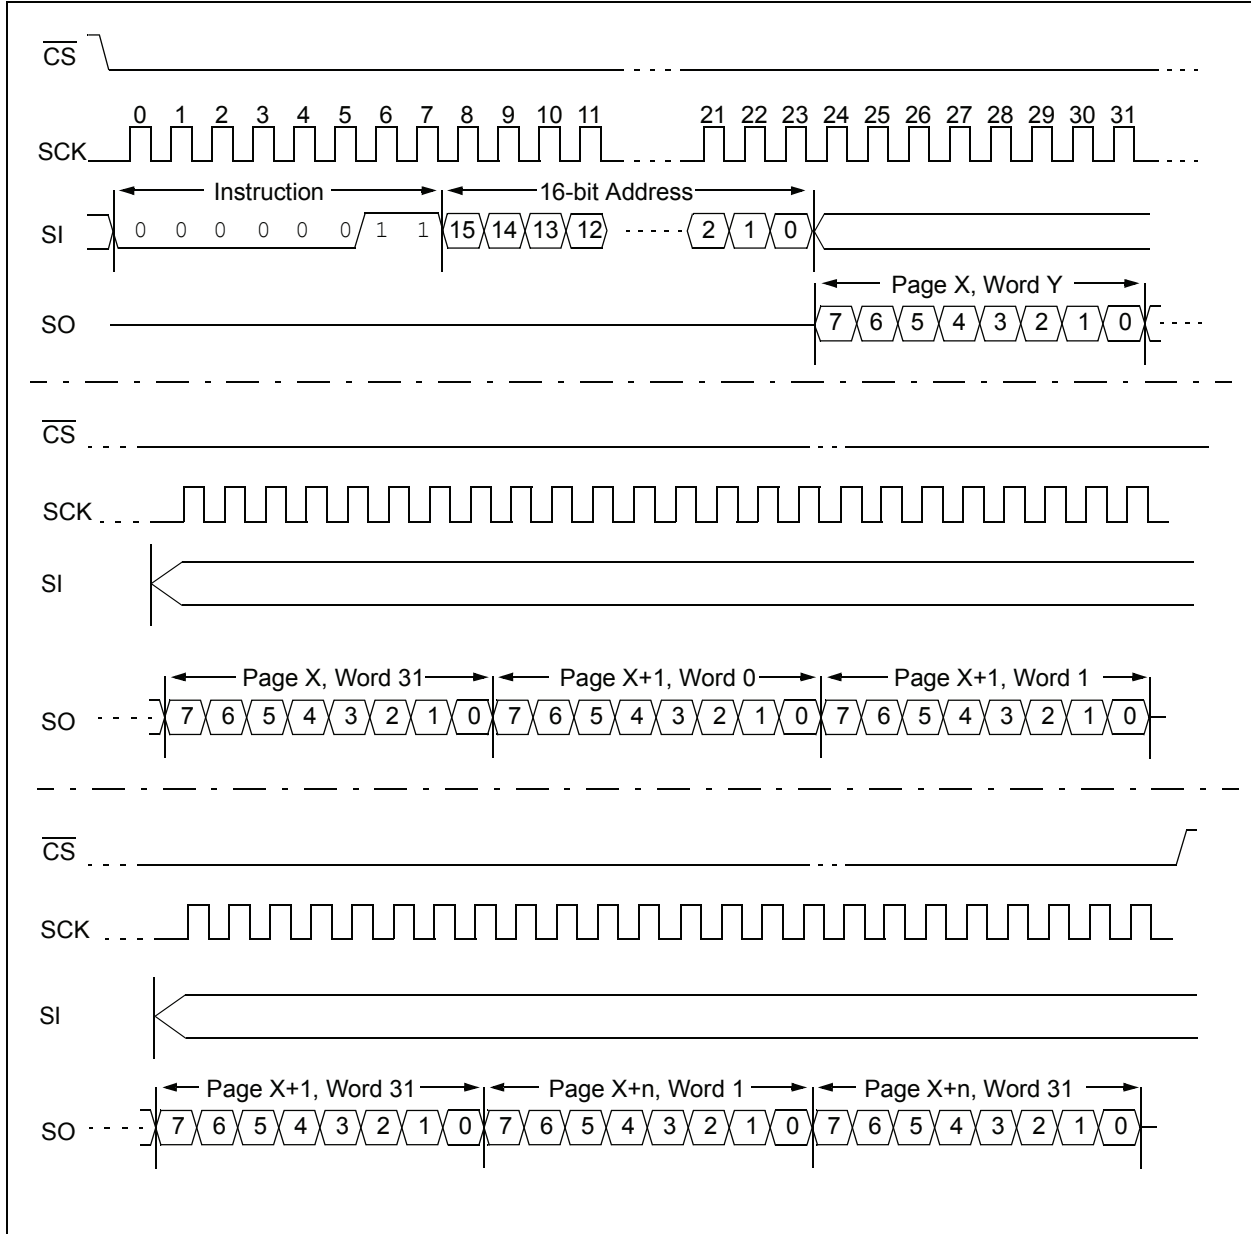 CS
0 1 2 3 4 5 6 7 8 9 10 11 21 22 23 24 25 26 27 28 29 30 31
SCK
Instruction 16-bit Address
SI 0 0 0 0 0 0 1 1 15 14 13 12 2 1 0
Page X, Word Y
SO 7 6 5 4 3 2 1 0
CS
SCK
SI
Page X, Word 31 Page X+1, Word 0 Page X+1, Word 1
SO 7 6 5 4 3 2 1 0 7 6 5 4 3 2 1 0 7 6 5 4 3 2 1 0
CS
SCK
SI
Page X+1, Word 31 Page X+n, Word 1 Page X+n, Word 31
SO 7 6 5 4 3 2 1 0 7 6 5 4 3 2 1 0 7 6 5 4 3 2 1 0